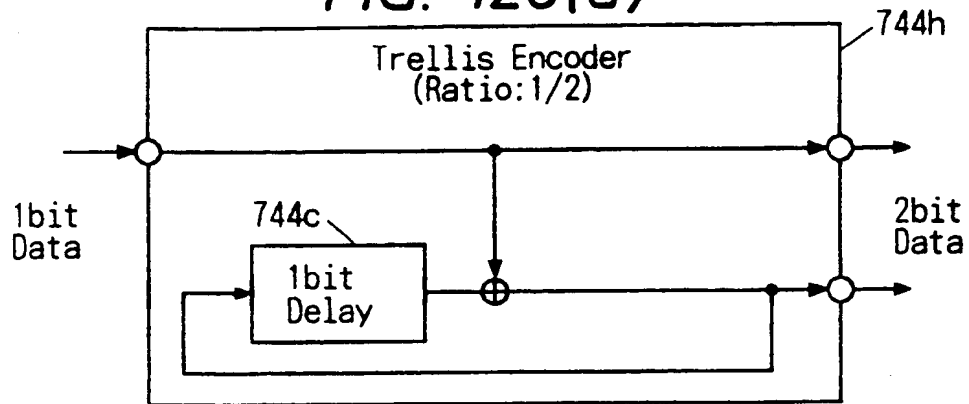 744h
Trellis Encoder
(Ratio:1/2)
1bit
Data
744c
1bit
Delay
2bit
Data